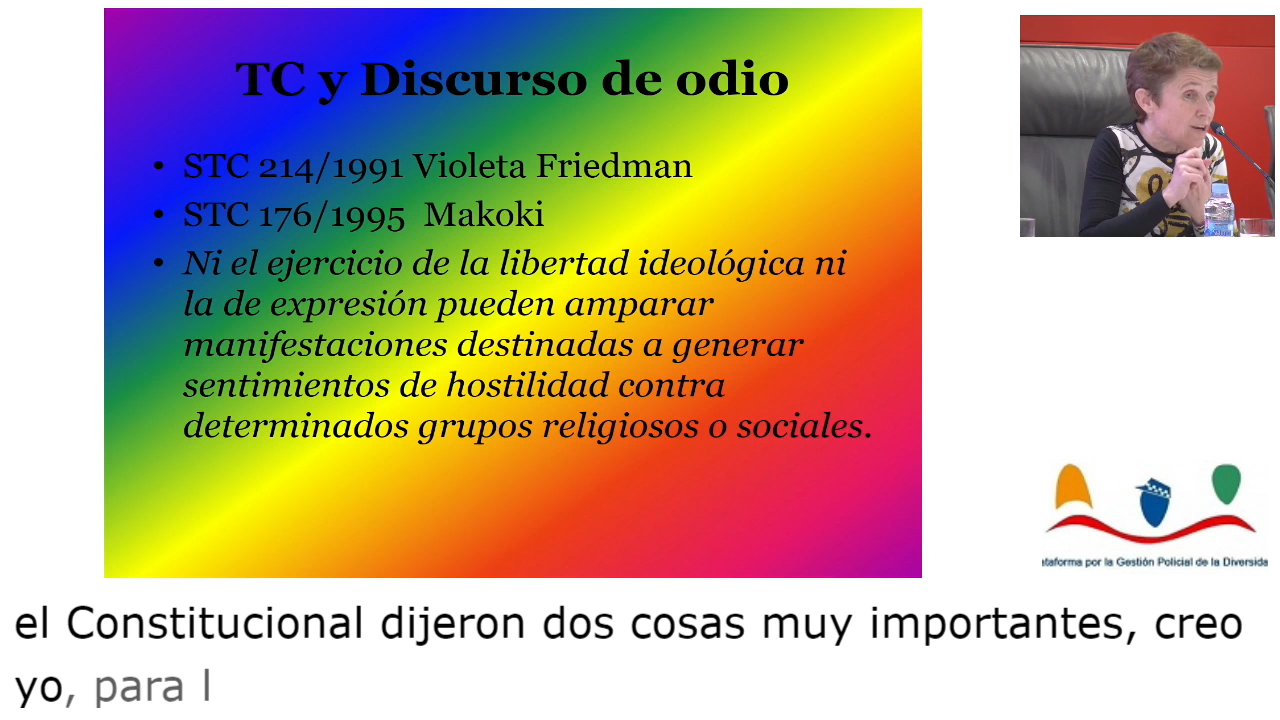 TC y Discurso de odio
• STC 214/1991 Violeta Friedman
• STC 176/1995 Makoki
• Ni el ejercicio de la libertad ideológica ni
la de expresión pueden amparar
manifestaciones destinadas a generar
sentimientos de hostilidad contra
determinados grupos religiosos o sociales.
ataforma por la Gestión Policial de la Diversida
el Constitucional dijeron dos cosas muy importantes, creo
yo, para l